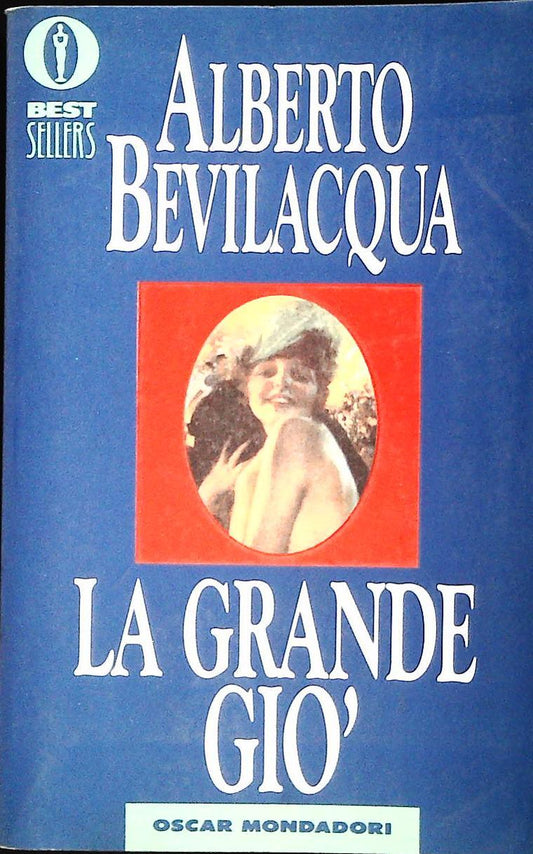 BEST
SELLERS
ALBERTO
BEVILACQUA
LA GRANDE
GIO'
OSCAR MONDADORI